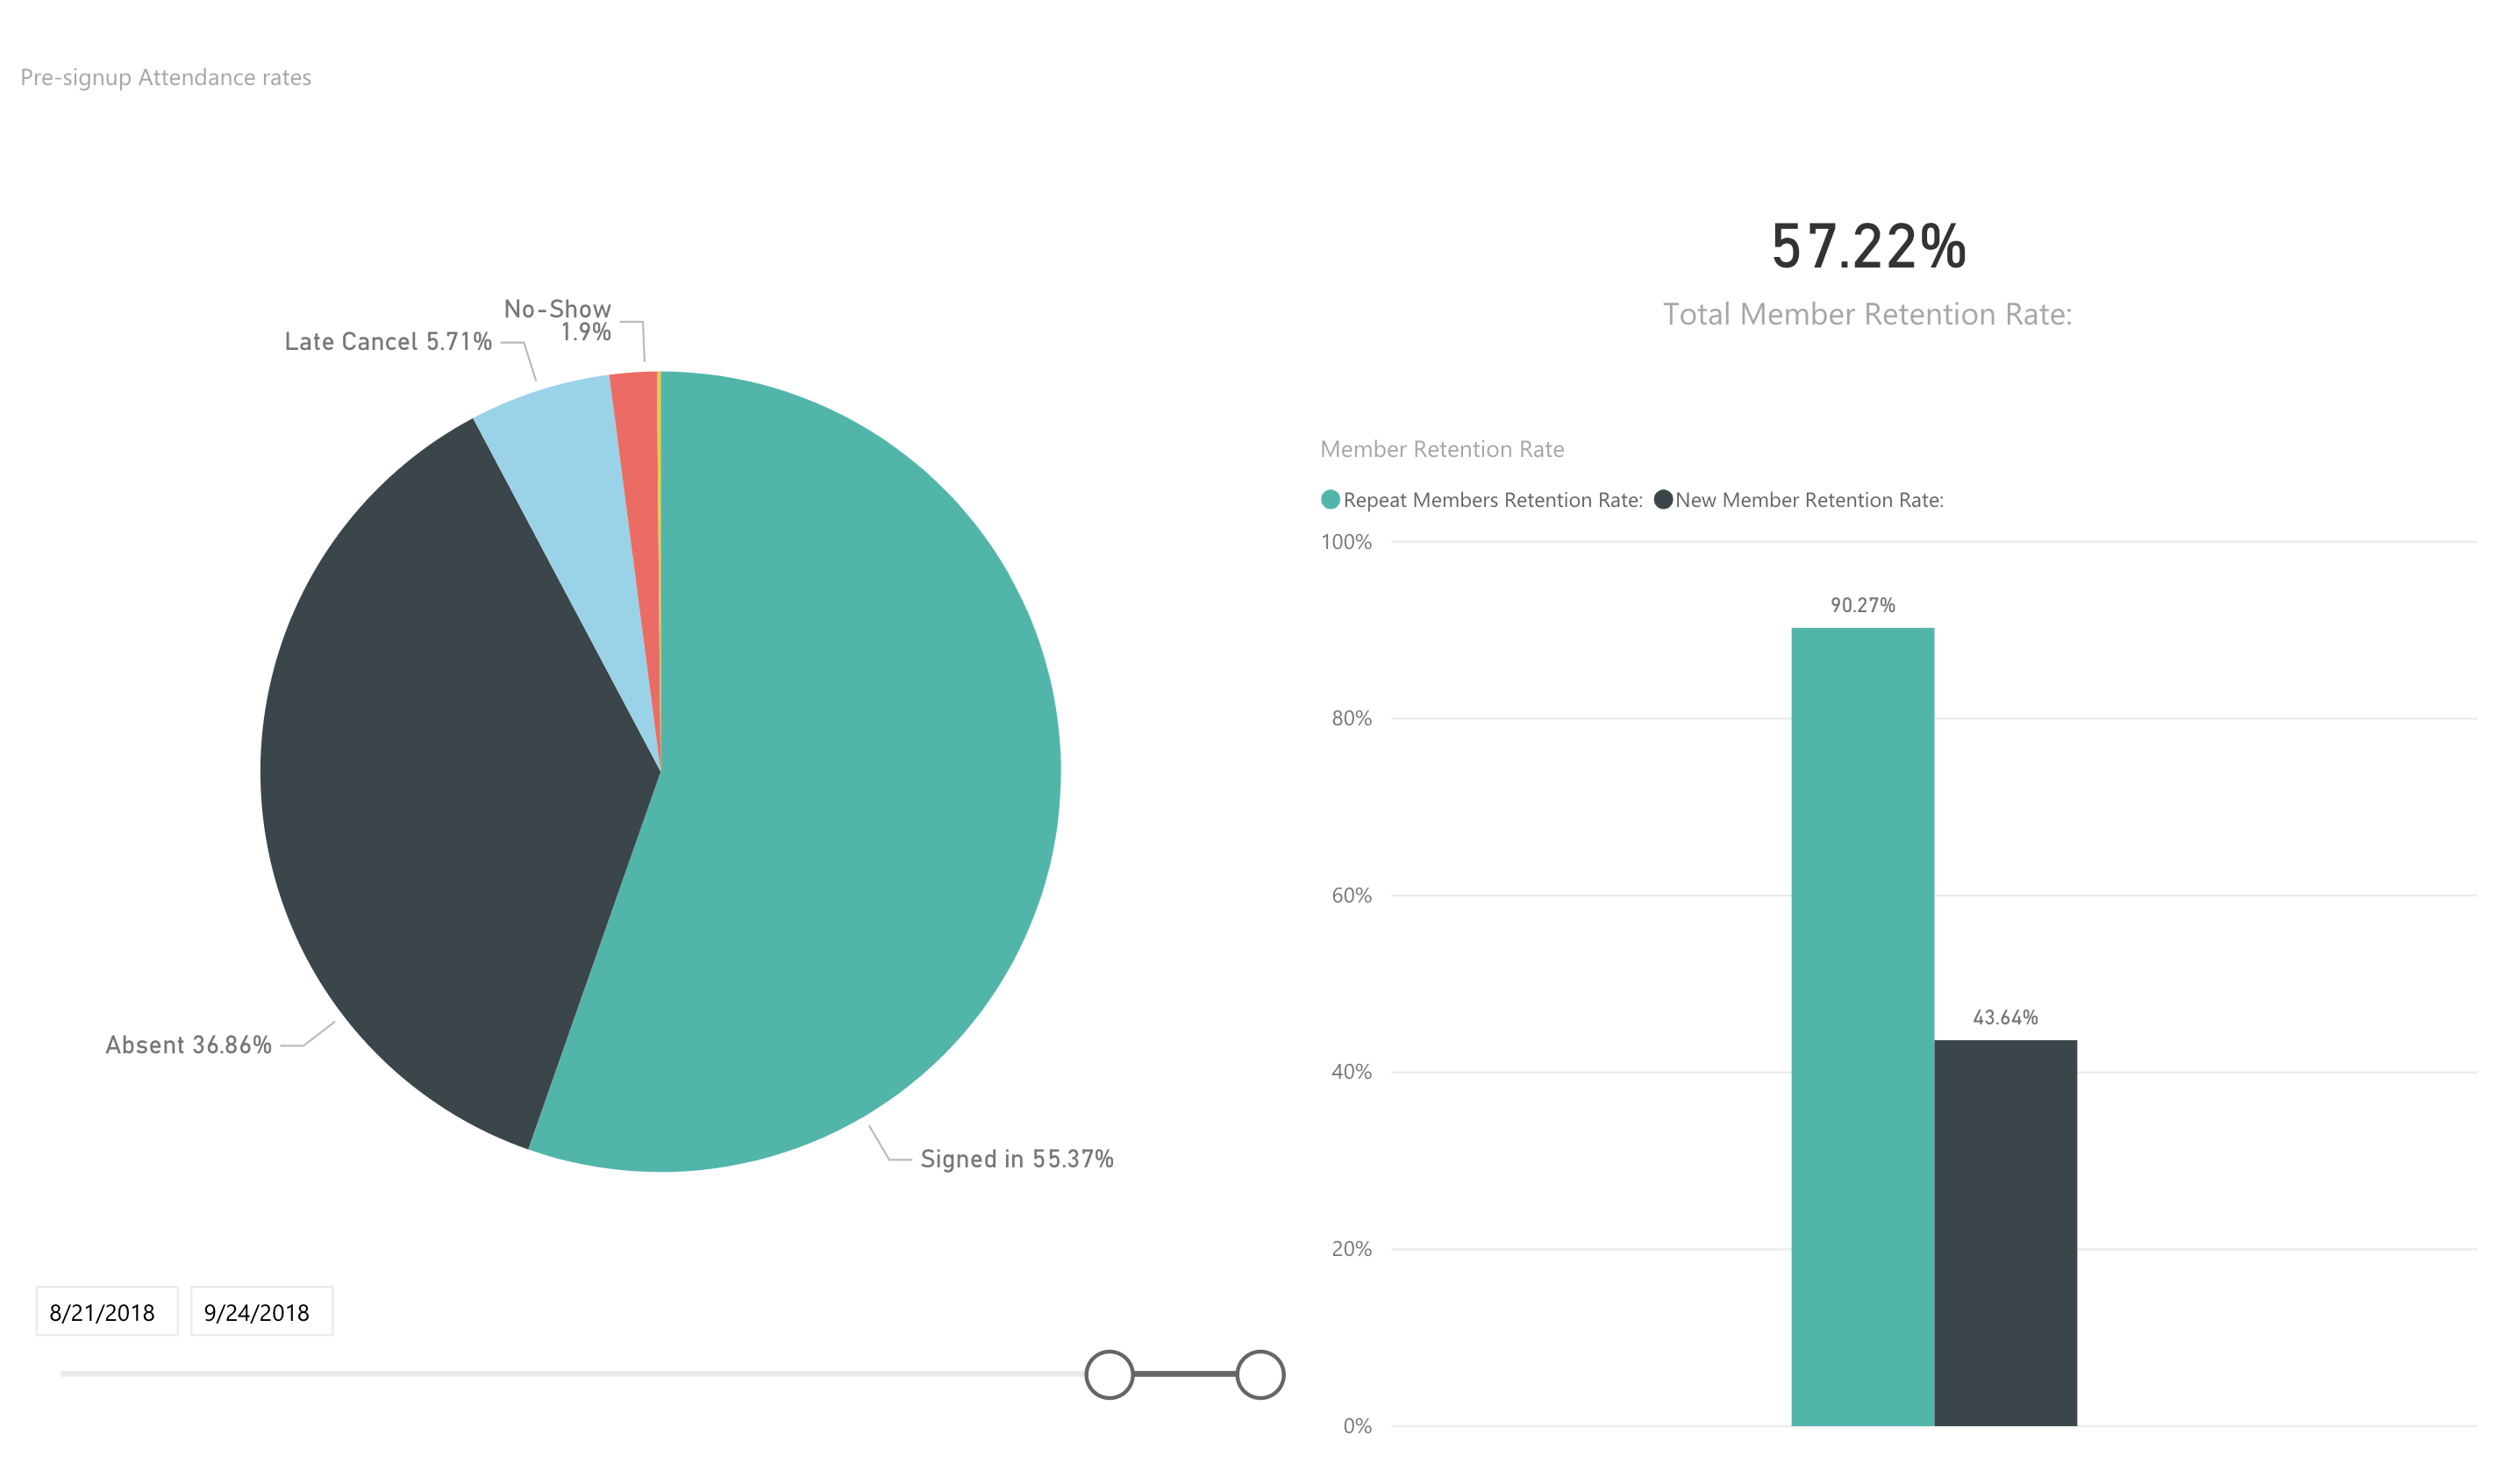 Pre-signup Attendance rates
No-Show
1.9%
Late Cancel 5.71%
Absent 36.86%
Signed in 55.37%
8/21/2018
9/24/2018
57.22%
Total Member Retention Rate:
Member Retention Rate
Repeat Members Retention Rate: New Member Retention Rate:
100%
90.27%
80%
60%
43.64%
40%
20%
0%